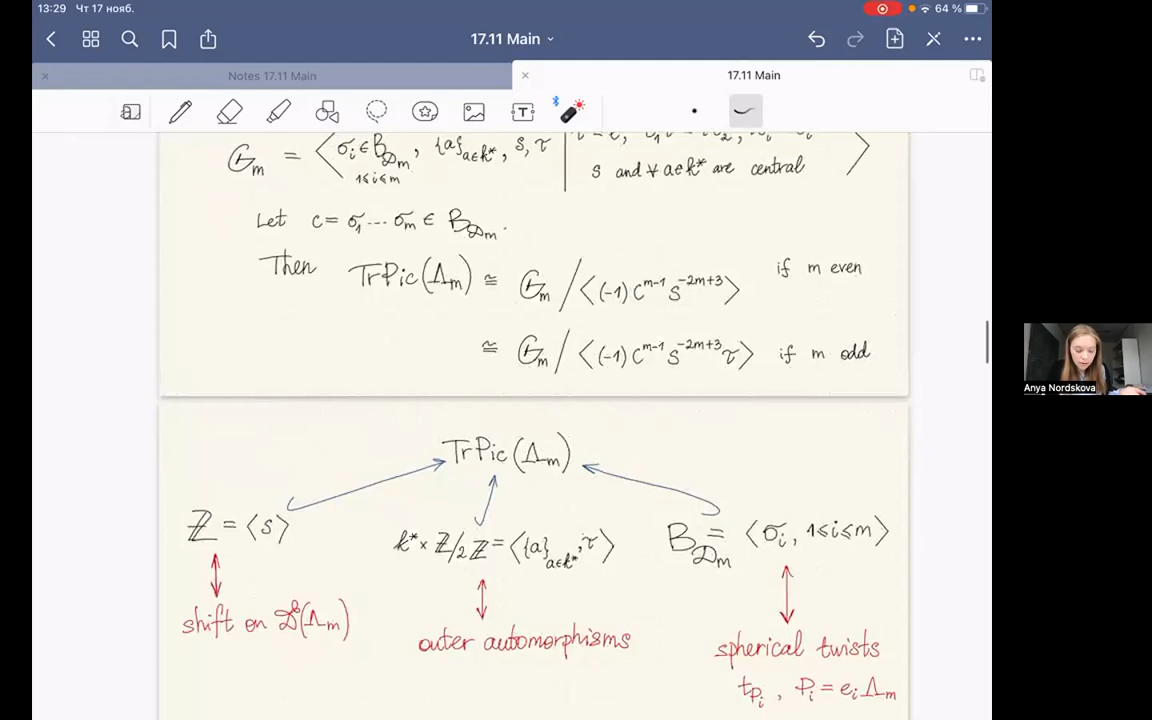 13:29 Чт 17 нояб.
64 %
17.11 Main
Notes 17.11 Main
17.11 Main
G_m = ⟨ σ_i ∈ B_{D_m}, {a}_{a∈k*}, s, τ |
1≤i≤m
s and ∀ a∈k* are central ⟩
Let c = σ_1 ... σ_m ∈ B_{D_m}.
Then TrPic(Λ_m) ≅ G_m / ⟨(-1) c^{m-1} s^{-2m+3}⟩ if m even
≅ G_m / ⟨(-1) c^{m-1} s^{-2m+3} τ⟩ if m odd
TrPic(Λ_m)
ℤ = ⟨s⟩
k* × ℤ/2ℤ = ⟨{a}_{a∈k*}, τ⟩
B_{D_m} = ⟨σ_i, 1≤i≤m⟩
shift on D^b(Λ_m)
outer automorphisms
spherical twists
t_{P_i}, P_i = e_i Λ_m
Anya Nordskova